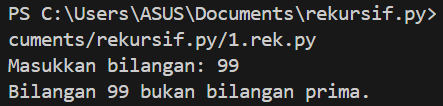 PS C:\Users\ASUS\Documents\rekursif.py>
cuments/rekursif.py/1.rek.py
Masukkan bilangan: 99
Bilangan 99 bukan bilangan prima.